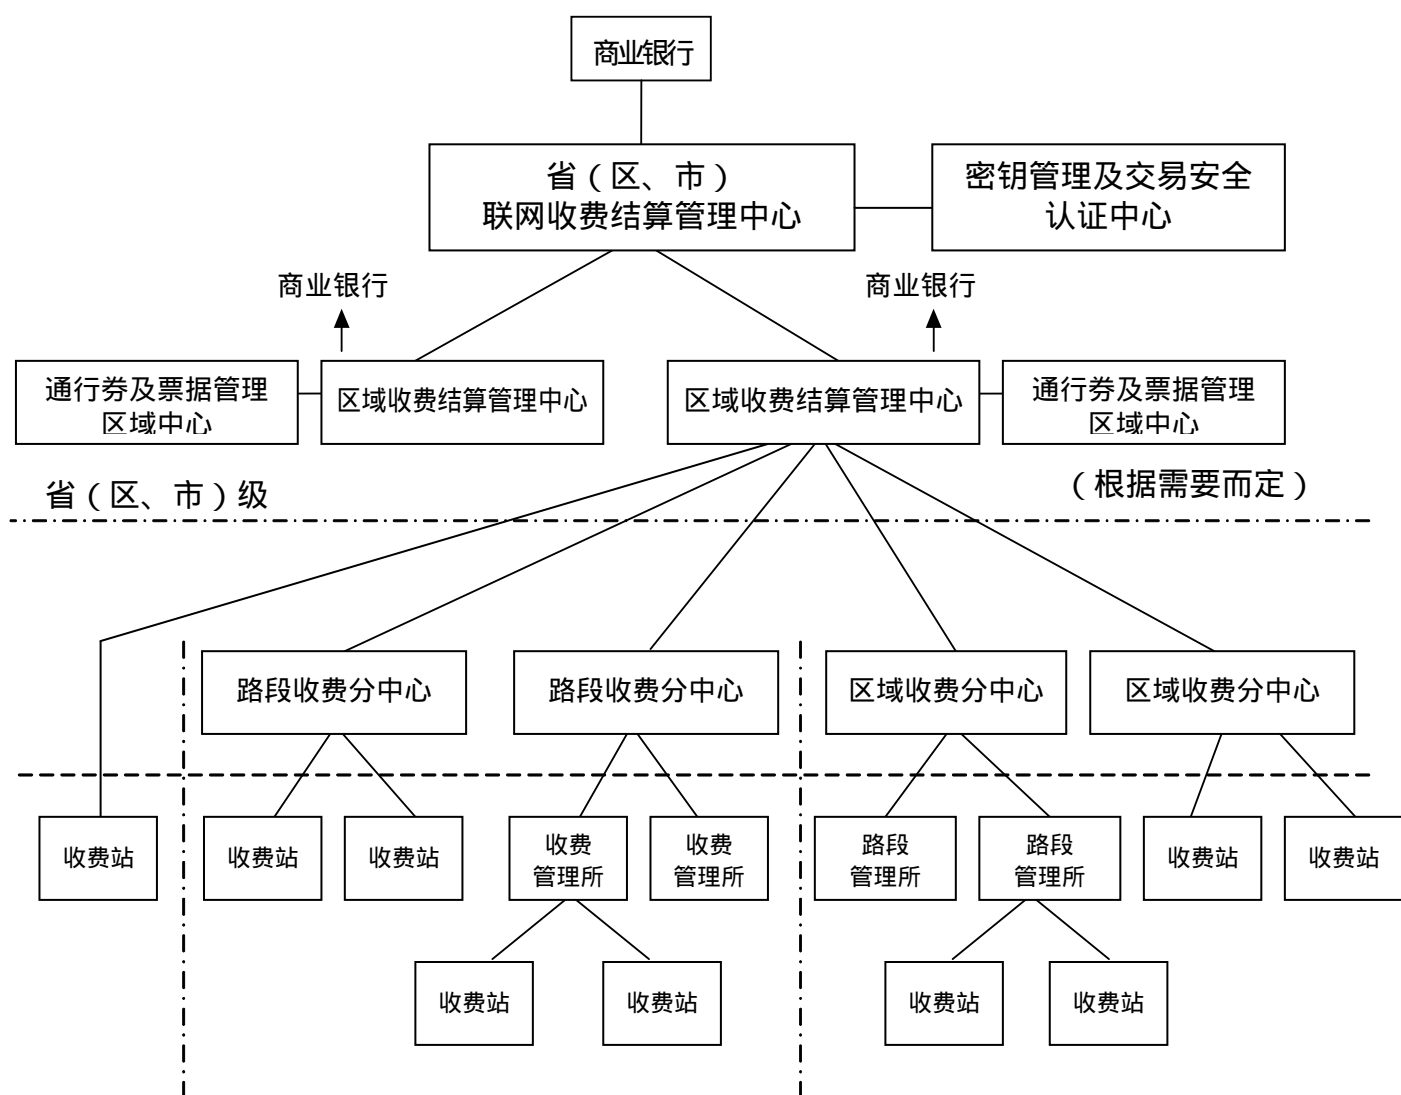 商业银行
省（区、市）
联网收费结算管理中心
密钥管理及交易安全
认证中心
商业银行
商业银行
通行券及票据管理
区域中心
区域收费结算管理中心
区域收费结算管理中心
通行券及票据管理
区域中心
省（区、市）级
（根据需要而定）
路段收费分中心
路段收费分中心
区域收费分中心
区域收费分中心
收费站
收费站
收费站
收费
管理所
收费
管理所
路段
管理所
路段
管理所
收费站
收费站
收费站
收费站
收费站
收费站